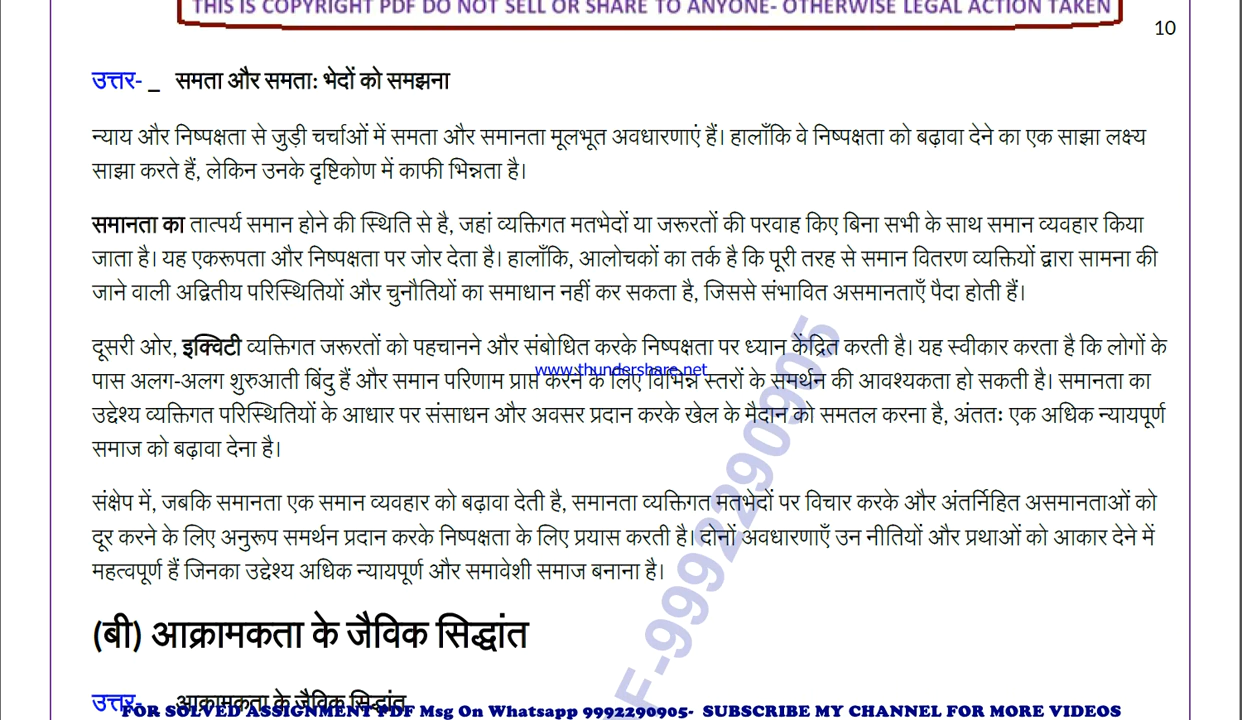 THIS IS COPYRIGHT PDF DO NOT SELL OR SHARE TO ANYONE- OTHERWISE LEGAL ACTION TAKEN
10
उत्तर- _ समता और समता: भेदों को समझना
न्याय और निष्पक्षता से जुड़ी चर्चाओं में समता और समानता मूलभूत अवधारणाएं हैं। हालाँकि वे निष्पक्षता को बढ़ावा देने का एक साझा लक्ष्य
साझा करते हैं, लेकिन उनके दृष्टिकोण में काफी भिन्नता है।
समानता का तात्पर्य समान होने की स्थिति से है, जहां व्यक्तिगत मतभेदों या जरूरतों की परवाह किए बिना सभी के साथ समान व्यवहार किया
जाता है। यह एकरूपता और निष्पक्षता पर जोर देता है। हालाँकि, आलोचकों का तर्क है कि पूरी तरह से समान वितरण व्यक्तियों द्वारा सामना की
जाने वाली अद्वितीय परिस्थितियों और चुनौतियों का समाधान नहीं कर सकता है, जिससे संभावित असमानताएँ पैदा होती हैं।
दूसरी ओर, इक्विटी व्यक्तिगत जरूरतों को पहचानने और संबोधित करके निष्पक्षता पर ध्यान केंद्रित करती है। यह स्वीकार करता है कि लोगों के
www.thundershare.net
पास अलग-अलग शुरुआती बिंदु हैं और समान परिणाम प्राप्त करने के लिए विभिन्न स्तरों के समर्थन की आवश्यकता हो सकती है। समानता का
उद्देश्य व्यक्तिगत परिस्थितियों के आधार पर संसाधन और अवसर प्रदान करके खेल के मैदान को समतल करना है, अंततः एक अधिक न्यायपूर्ण
समाज को बढ़ावा देना है।
संक्षेप में, जबकि समानता एक समान व्यवहार को बढ़ावा देती है, समानता व्यक्तिगत मतभेदों पर विचार करके और अंतर्निहित असमानताओं को
दूर करने के लिए अनुरूप समर्थन प्रदान करके निष्पक्षता के लिए प्रयास करती है। दोनों अवधारणाएँ उन नीतियों और प्रथाओं को आकार देने में
महत्वपूर्ण हैं जिनका उद्देश्य अधिक न्यायपूर्ण और समावेशी समाज बनाना है।
F-9992290905
(बी) आक्रामकता के जैविक सिद्धांत
उत्तर- _ आक्रामकता के जैविक सिद्धांत
FOR SOLVED ASSIGNMENT PDF Msg On Whatsapp 9992290905- SUBSCRIBE MY CHANNEL FOR MORE VIDEOS